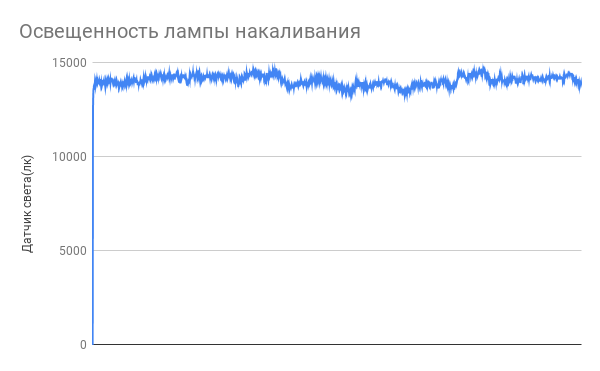 Освещенность лампы накаливания
15000
10000
5000
0
Датчик света(лк)